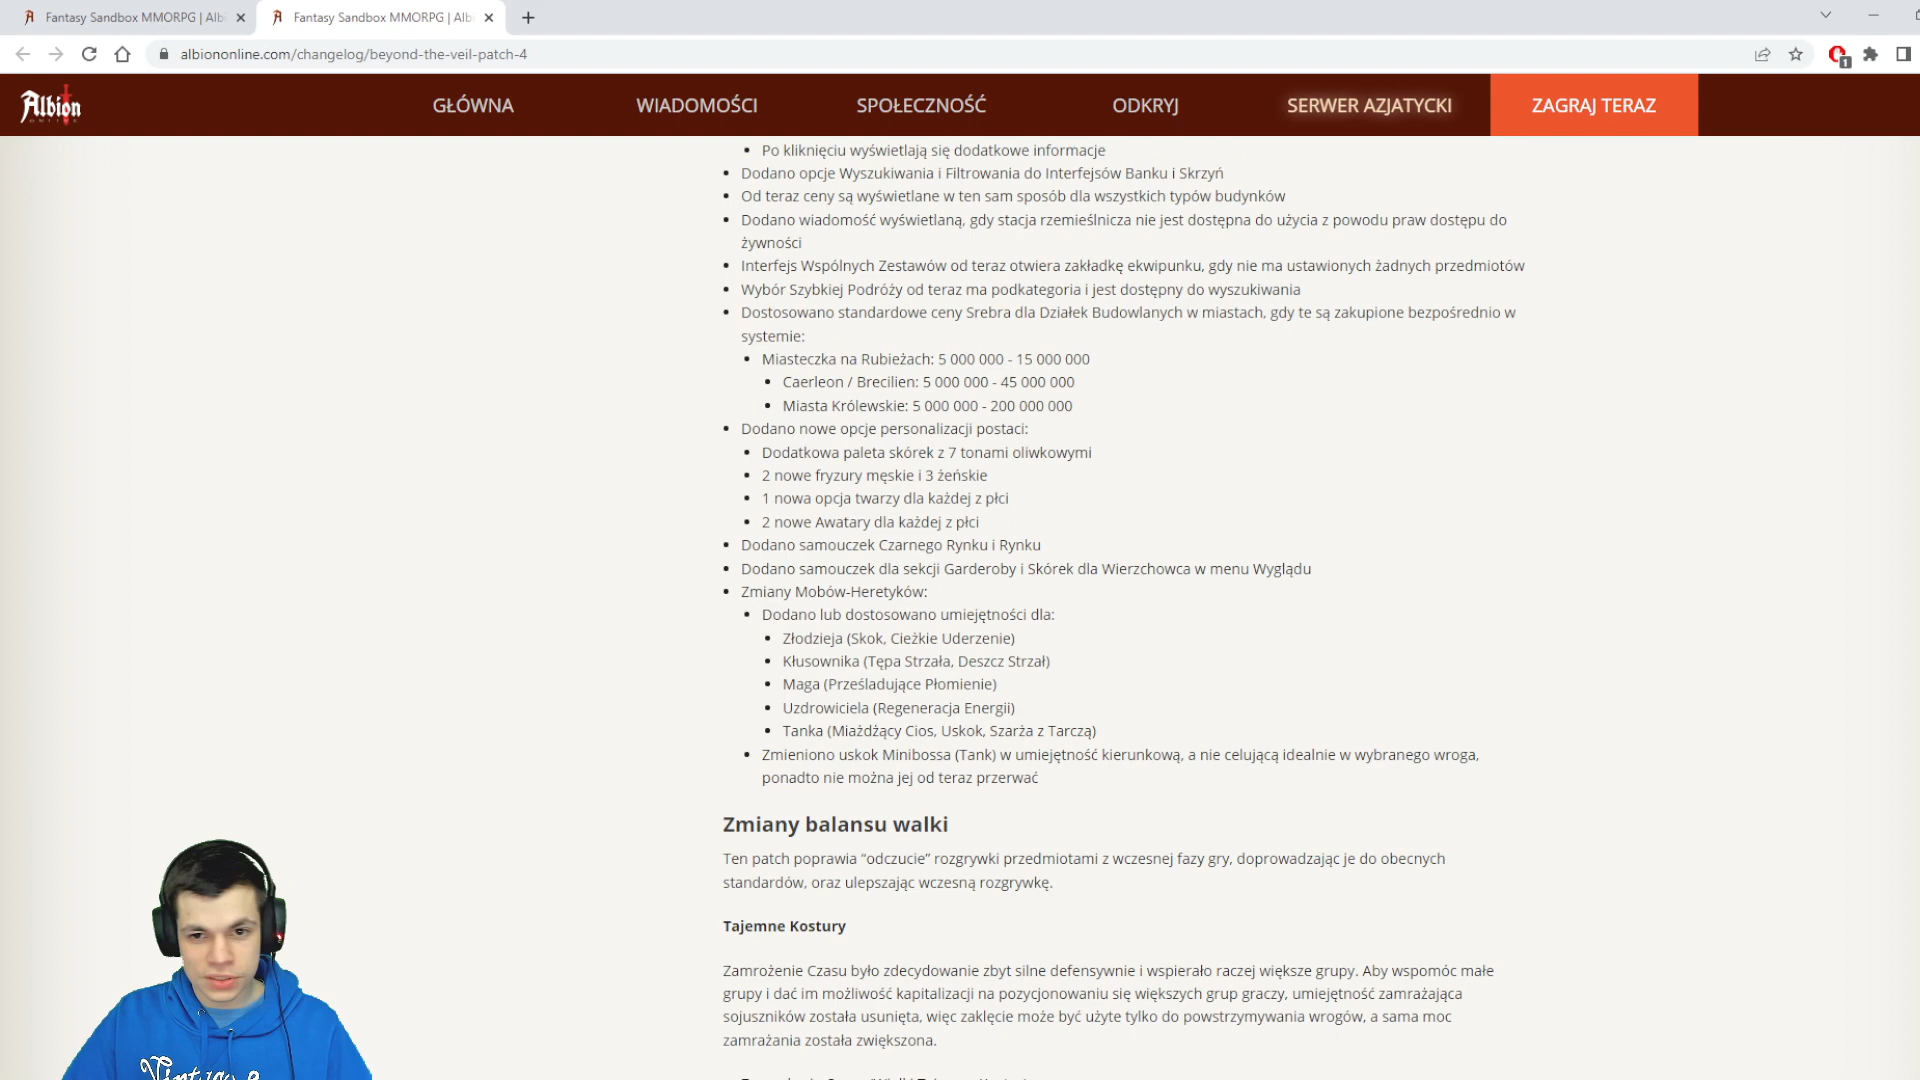 Fantasy Sandbox MMORPG | Alb
Fantasy Sandbox MMORPG | Alb
albiononline.com/changelog/beyond-the-veil-patch-4
1
Albion
ONLINE
GŁÓWNA
WIADOMOŚCI
SPOŁECZNOŚĆ
ODKRYJ
SERWER AZJATYCKI
ZAGRAJ TERAZ
Po kliknięciu wyświetlają się dodatkowe informacje
Dodano opcje Wyszukiwania i Filtrowania do Interfejsów Banku i Skrzyń
Od teraz ceny są wyświetlane w ten sam sposób dla wszystkich typów budynków
Dodano wiadomość wyświetlaną, gdy stacja rzemieślnicza nie jest dostępna do użycia z powodu praw dostępu do
żywności
Interfejs Wspólnych Zestawów od teraz otwiera zakładkę ekwipunku, gdy nie ma ustawionych żadnych przedmiotów
Wybór Szybkiej Podróży od teraz ma podkategoria i jest dostępny do wyszukiwania
Dostosowano standardowe ceny Srebra dla Działek Budowlanych w miastach, gdy te są zakupione bezpośrednio w
systemie:
Miasteczka na Rubieżach: 5 000 000 - 15 000 000
Caerleon / Brecilien: 5 000 000 - 45 000 000
Miasta Królewskie: 5 000 000 - 200 000 000
Dodano nowe opcje personalizacji postaci:
Dodatkowa paleta skórek z 7 tonami oliwkowymi
2 nowe fryzury męskie i 3 żeńskie
1 nowa opcja twarzy dla każdej z płci
2 nowe Awatary dla każdej z płci
Dodano samouczek Czarnego Rynku i Rynku
Dodano samouczek dla sekcji Garderoby i Skórek dla Wierzchowca w menu Wyglądu
Zmiany Mobów-Heretyków:
Dodano lub dostosowano umiejętności dla:
Złodzieja (Skok, Cieżkie Uderzenie)
Kłusownika (Tępa Strzała, Deszcz Strzał)
Maga (Prześladujące Płomienie)
Uzdrowiciela (Regeneracja Energii)
Tanka (Miażdżący Cios, Uskok, Szarża z Tarczą)
Zmieniono uskok Minibossa (Tank) w umiejętność kierunkową, a nie celującą idealnie w wybranego wroga,
ponadto nie można jej od teraz przerwać
Zmiany balansu walki
Ten patch poprawia “odczucie” rozgrywki przedmiotami z wczesnej fazy gry, doprowadzając je do obecnych
standardów, oraz ulepszając wczesną rozgrywkę.
Tajemne Kostury
Zamrożenie Czasu było zdecydowanie zbyt silne defensywnie i wspierało raczej większe grupy. Aby wspomóc małe
grupy i dać im możliwość kapitalizacji na pozycjonowaniu się większych grup graczy, umiejętność zamrażająca
sojuszników została usunięta, więc zaklęcie może być użyte tylko do powstrzymywania wrogów, a sama moc
zamrażania została zwiększona.